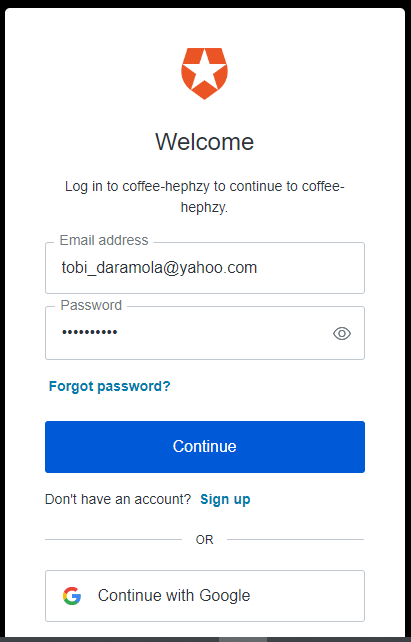 Welcome
Log in to coffee-hephzy to continue to coffee-
hephzy.
Email address
tobi_daramola@yahoo.com
Password
••••••••••
Forgot password?
Continue
Don't have an account? Sign up
OR
Continue with Google